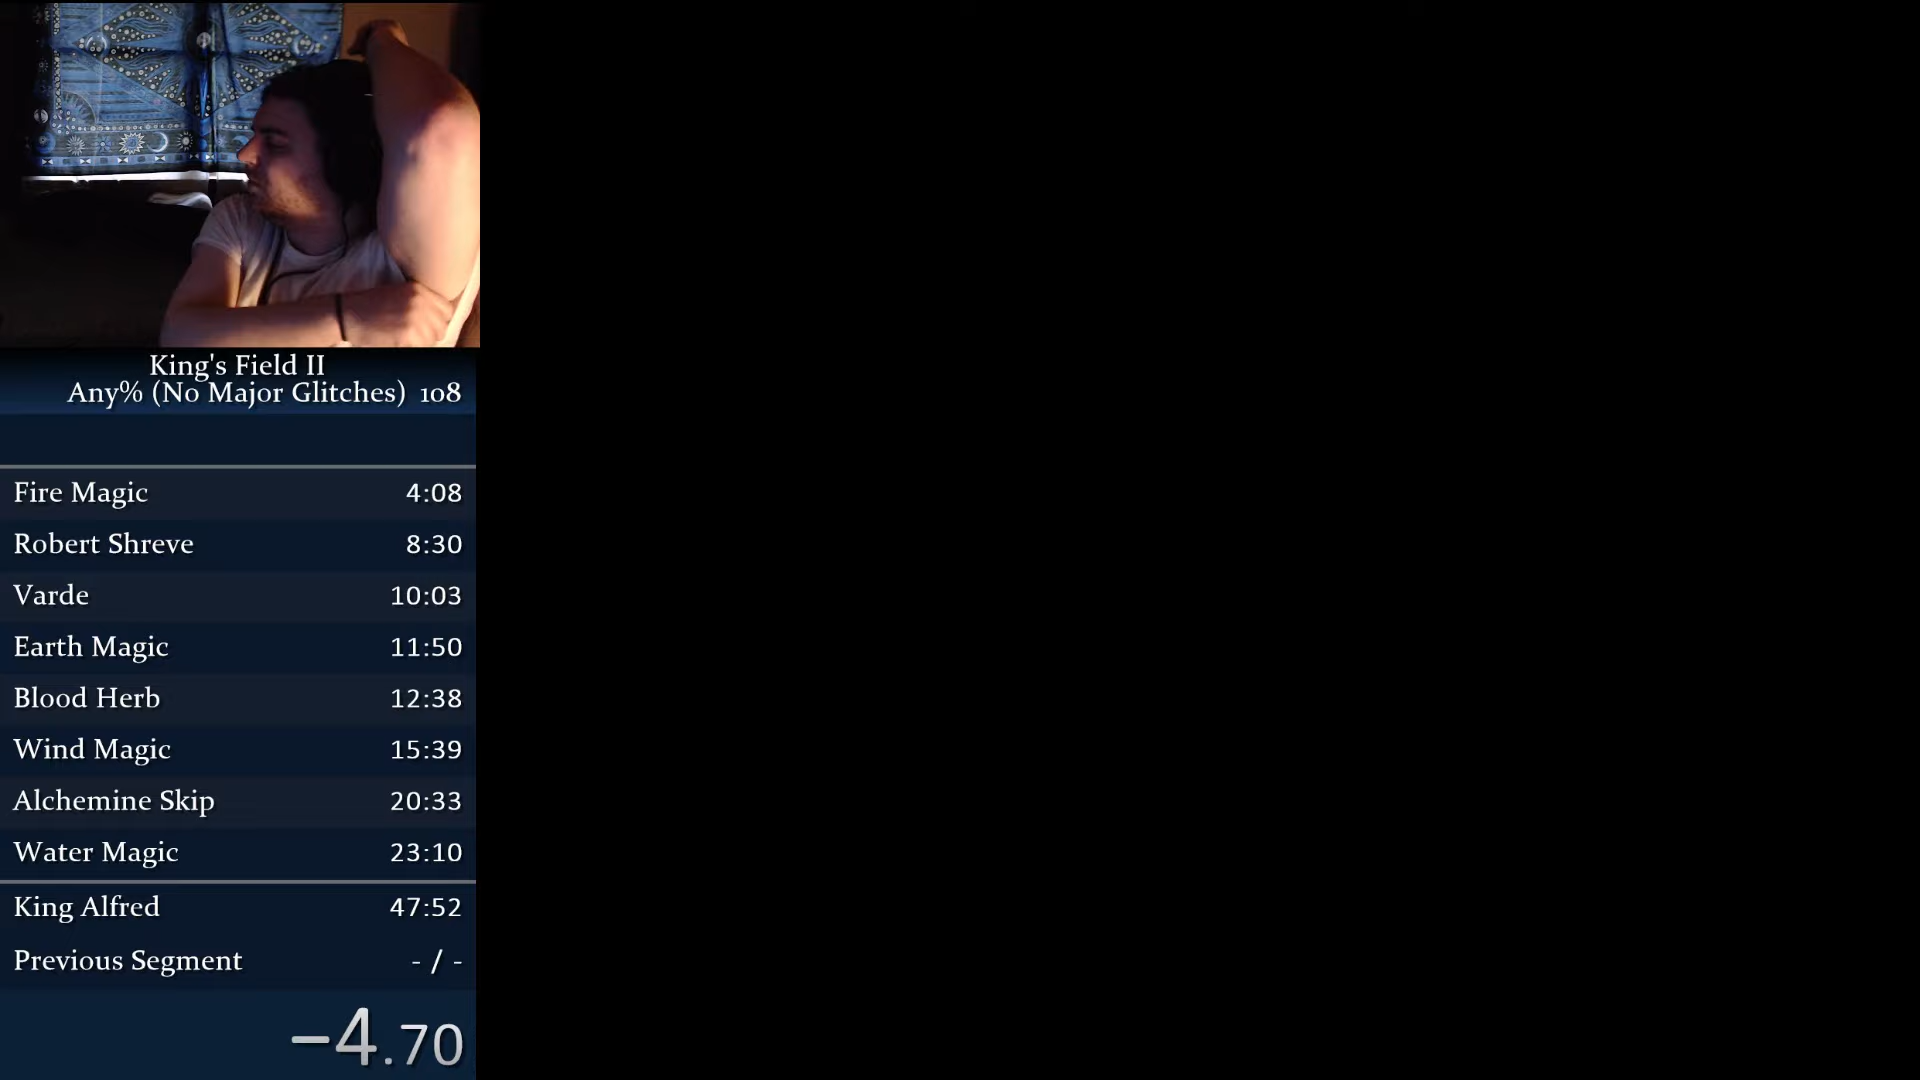 King's Field II
Any% (No Major Glitches) 108
Fire Magic 4:08
Robert Shreve 8:30
Varde 10:03
Earth Magic 11:50
Blood Herb 12:38
Wind Magic 15:39
Alchemine Skip 20:33
Water Magic 23:10
King Alfred 47:52
Previous Segment - / -
−4.70